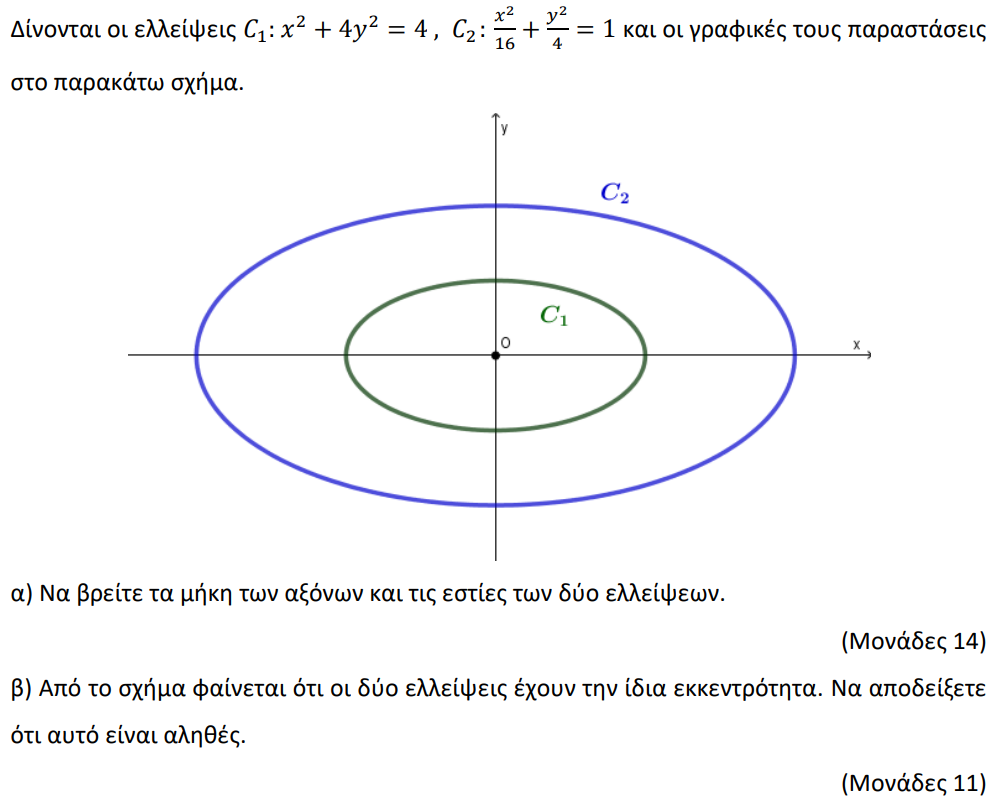 Δίνονται οι ελλείψεις C₁: x² + 4y² = 4 , C₂: x²/16 + y²/4 = 1 και οι γραφικές τους παραστάσεις
στο παρακάτω σχήμα.
y
C₂
C₁
O
x
α) Να βρείτε τα μήκη των αξόνων και τις εστίες των δύο ελλείψεων.
(Μονάδες 14)
β) Από το σχήμα φαίνεται ότι οι δύο ελλείψεις έχουν την ίδια εκκεντρότητα. Να αποδείξετε
ότι αυτό είναι αληθές.
(Μονάδες 11)